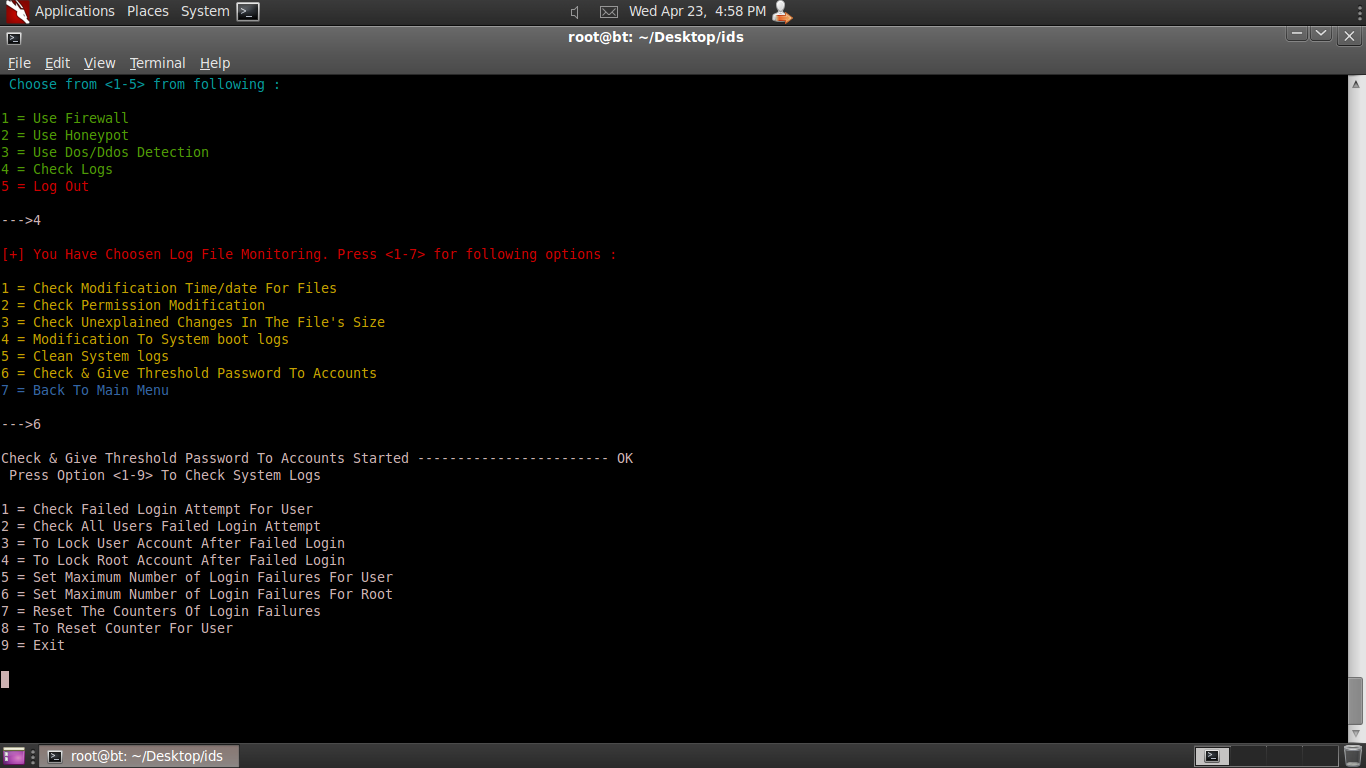 Applications Places System Wed Apr 23, 4:58 PM
root@bt: ~/Desktop/ids
File Edit View Terminal Help
Choose from <1-5> from following :
1 = Use Firewall
2 = Use Honeypot
3 = Use Dos/Ddos Detection
4 = Check Logs
5 = Log Out
--->4
[+] You Have Choosen Log File Monitoring. Press <1-7> for following options :
1 = Check Modification Time/date For Files
2 = Check Permission Modification
3 = Check Unexplained Changes In The File's Size
4 = Modification To System boot logs
5 = Clean System logs
6 = Check & Give Threshold Password To Accounts
7 = Back To Main Menu
--->6
Check & Give Threshold Password To Accounts Started ------------------------ OK
Press Option <1-9> To Check System Logs
1 = Check Failed Login Attempt For User
2 = Check All Users Failed Login Attempt
3 = To Lock User Account After Failed Login
4 = To Lock Root Account After Failed Login
5 = Set Maximum Number of Login Failures For User
6 = Set Maximum Number of Login Failures For Root
7 = Reset The Counters Of Login Failures
8 = To Reset Counter For User
9 = Exit
root@bt: ~/Desktop/ids